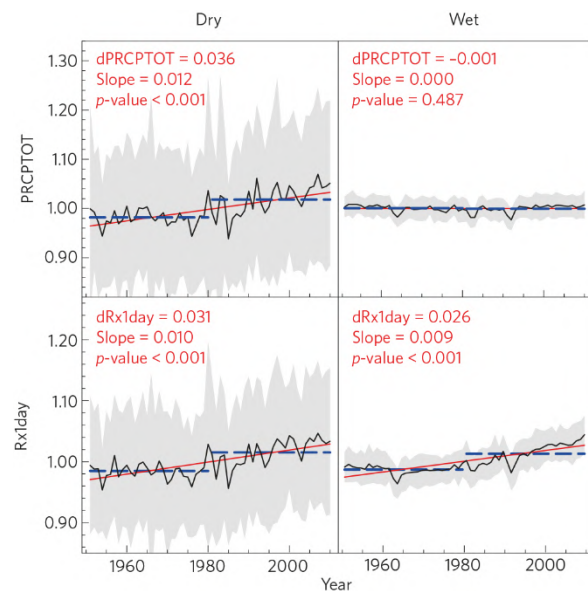 Dry
Wet
PRCPTOT
1.30
1.20
1.10
1.00
0.90
dPRCPTOT = 0.036
Slope = 0.012
p-value < 0.001
dPRCPTOT = –0.001
Slope = 0.000
p-value = 0.487
Rx1day
1.20
1.10
1.00
0.90
dRx1day = 0.031
Slope = 0.010
p-value < 0.001
dRx1day = 0.026
Slope = 0.009
p-value < 0.001
1960
1980
2000
1960
1980
2000
Year